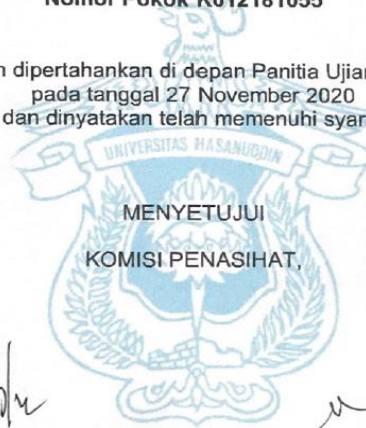 Nomor Pokok K012181055
dipertahankan di depan Panitia Ujian
pada tanggal 27 November 2020
dan dinyatakan telah memenuhi
UNIVERSITAS HASANUDDIN
MENYETUJUI
KOMISI PENASIHAT,